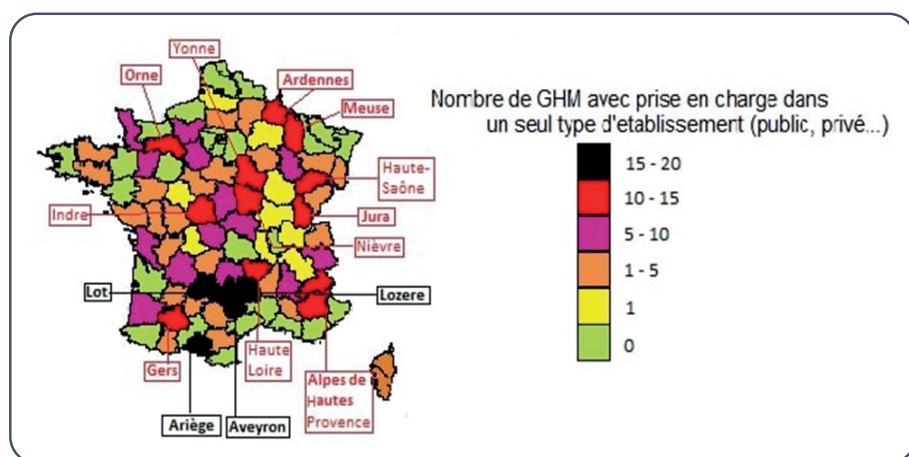 Yonne
Orne
Ardennes
Meuse
Haute-
Saône
Indre
Jura
Nièvre
Lot
Lozere
Gers
Haute
Loire
Alpes de
Hautes
Provence
Ariège
Aveyron
Nombre de GHM avec prise en charge dans
un seul type d'etablissement (public, privé...)
15 - 20
10 - 15
5 - 10
1 - 5
1
0